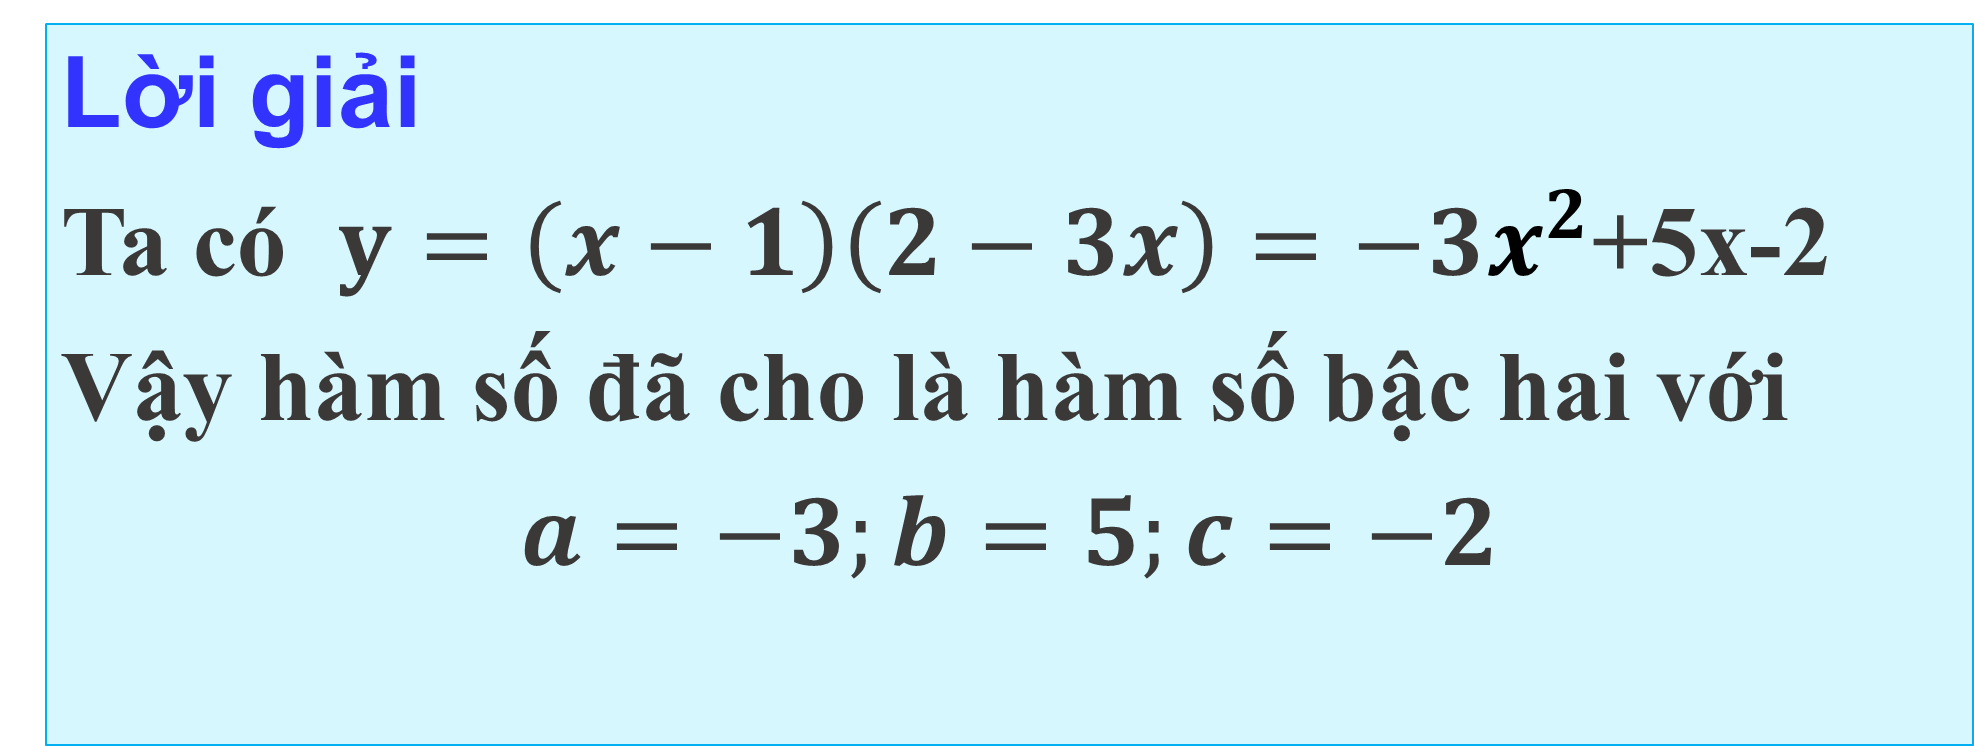 Lời giải
Ta có y = (x − 1)(2 − 3x) = −3x²+5x-2
Vậy hàm số đã cho là hàm số bậc hai với
a = −3; b = 5; c = −2